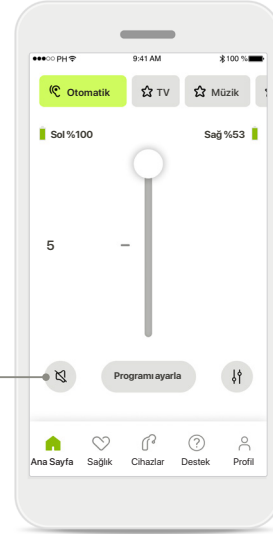 PH 9:41 AM 100 %
Otomatik TV Müzik
Sol %100 Sağ %53
5
Programı ayarla
Ana Sayfa Sağlık Cihazlar Destek Profil